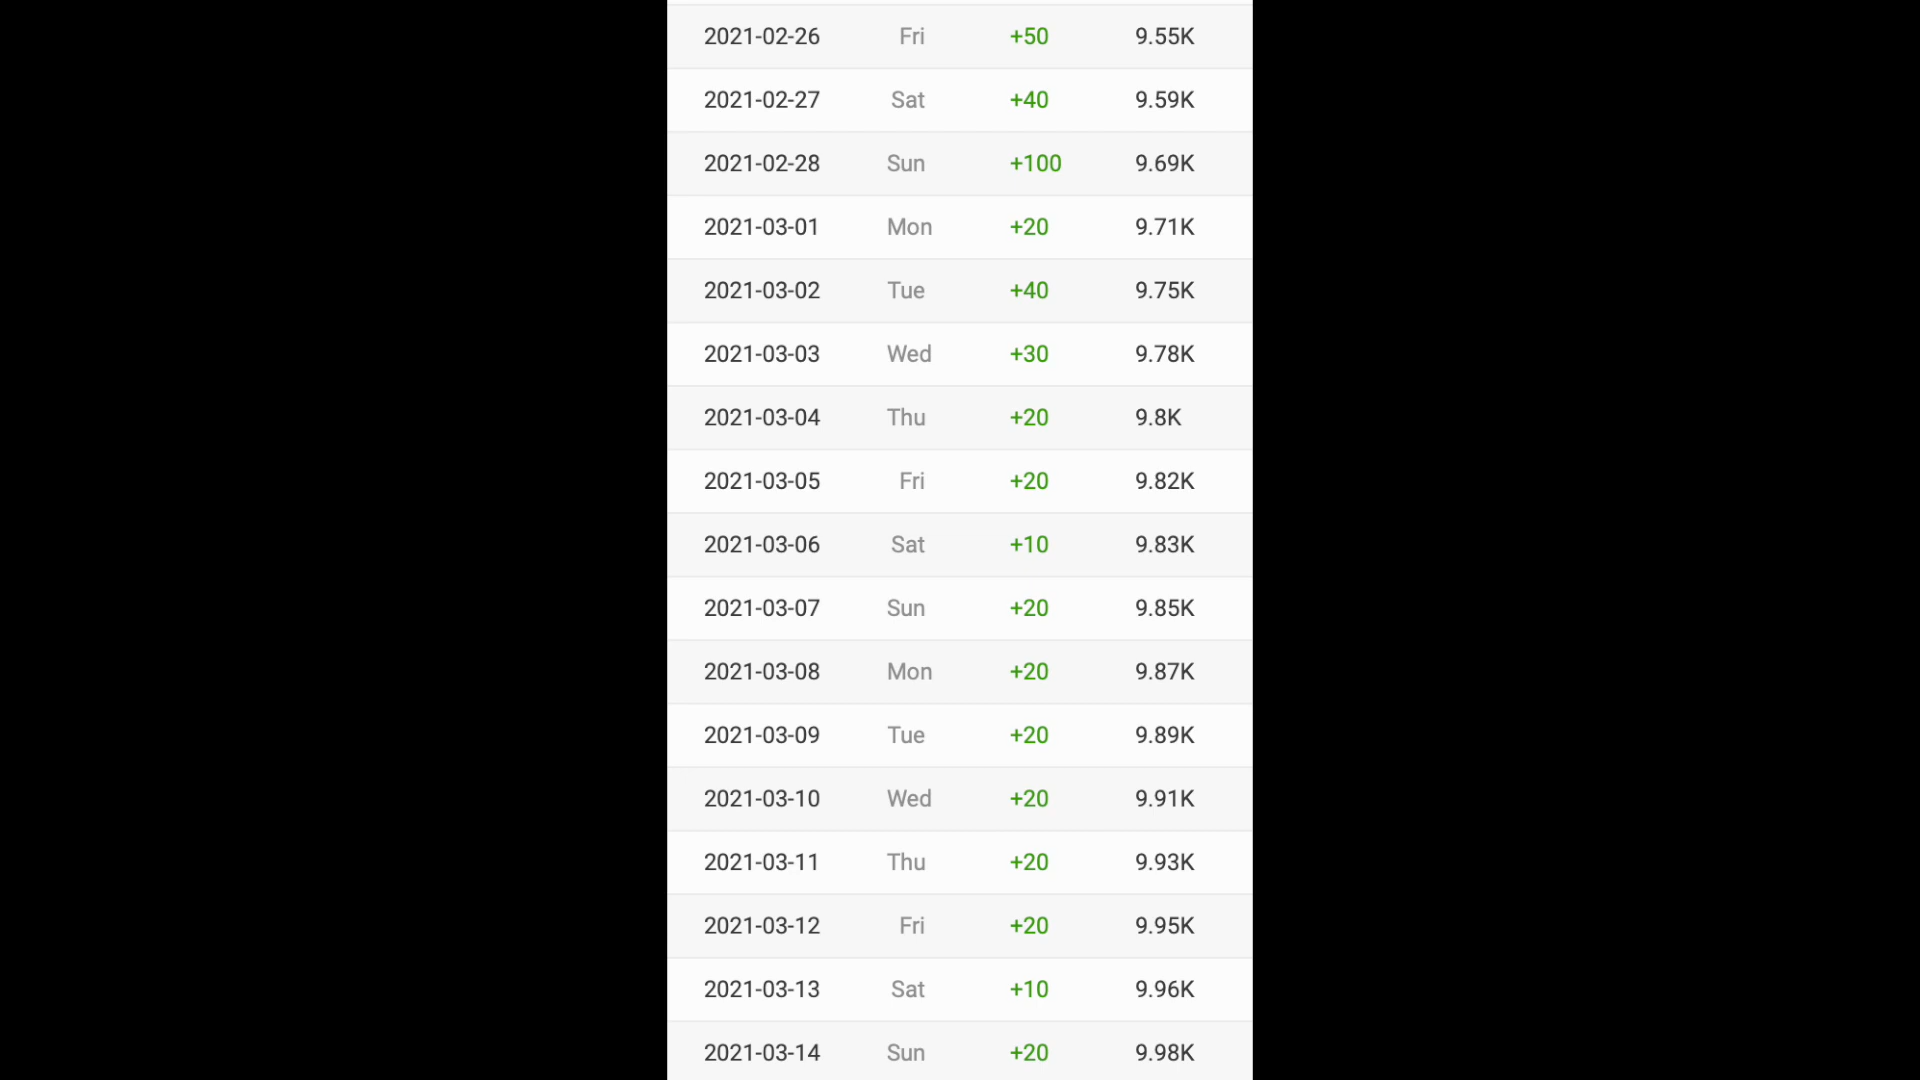 2021-02-26 Fri +50 9.55K
2021-02-27 Sat +40 9.59K
2021-02-28 Sun +100 9.69K
2021-03-01 Mon +20 9.71K
2021-03-02 Tue +40 9.75K
2021-03-03 Wed +30 9.78K
2021-03-04 Thu +20 9.8K
2021-03-05 Fri +20 9.82K
2021-03-06 Sat +10 9.83K
2021-03-07 Sun +20 9.85K
2021-03-08 Mon +20 9.87K
2021-03-09 Tue +20 9.89K
2021-03-10 Wed +20 9.91K
2021-03-11 Thu +20 9.93K
2021-03-12 Fri +20 9.95K
2021-03-13 Sat +10 9.96K
2021-03-14 Sun +20 9.98K